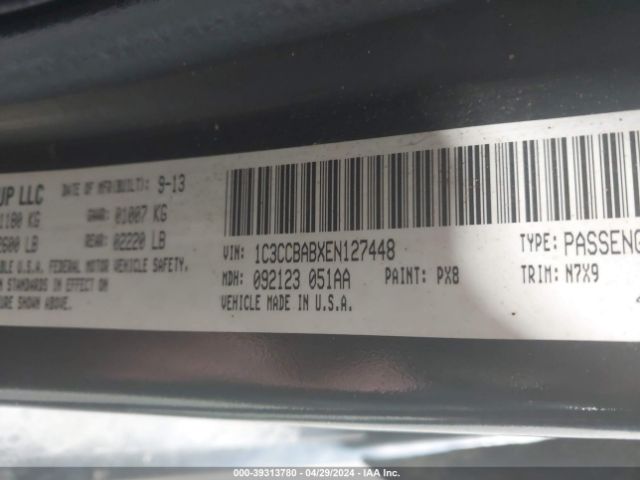 UP LLC DATE OF MFG(BUILT): 9-13
1180 KG GAWR: 01007 KG
2600 LB REAR: 02220 LB
BLE U.S.A. FEDERAL MOTOR VEHICLE SAFETY,
N STANDARDS IN EFFECT ON
URE SHOWN ABOVE.
VIN: 1C3CCBABXEN127448 TYPE: PASSENG
MDH: 092123 051AA PAINT: PX8 TRIM: N7X9
VEHICLE MADE IN U.S.A.
000-39313780 - 04/29/2024 - IAA Inc.